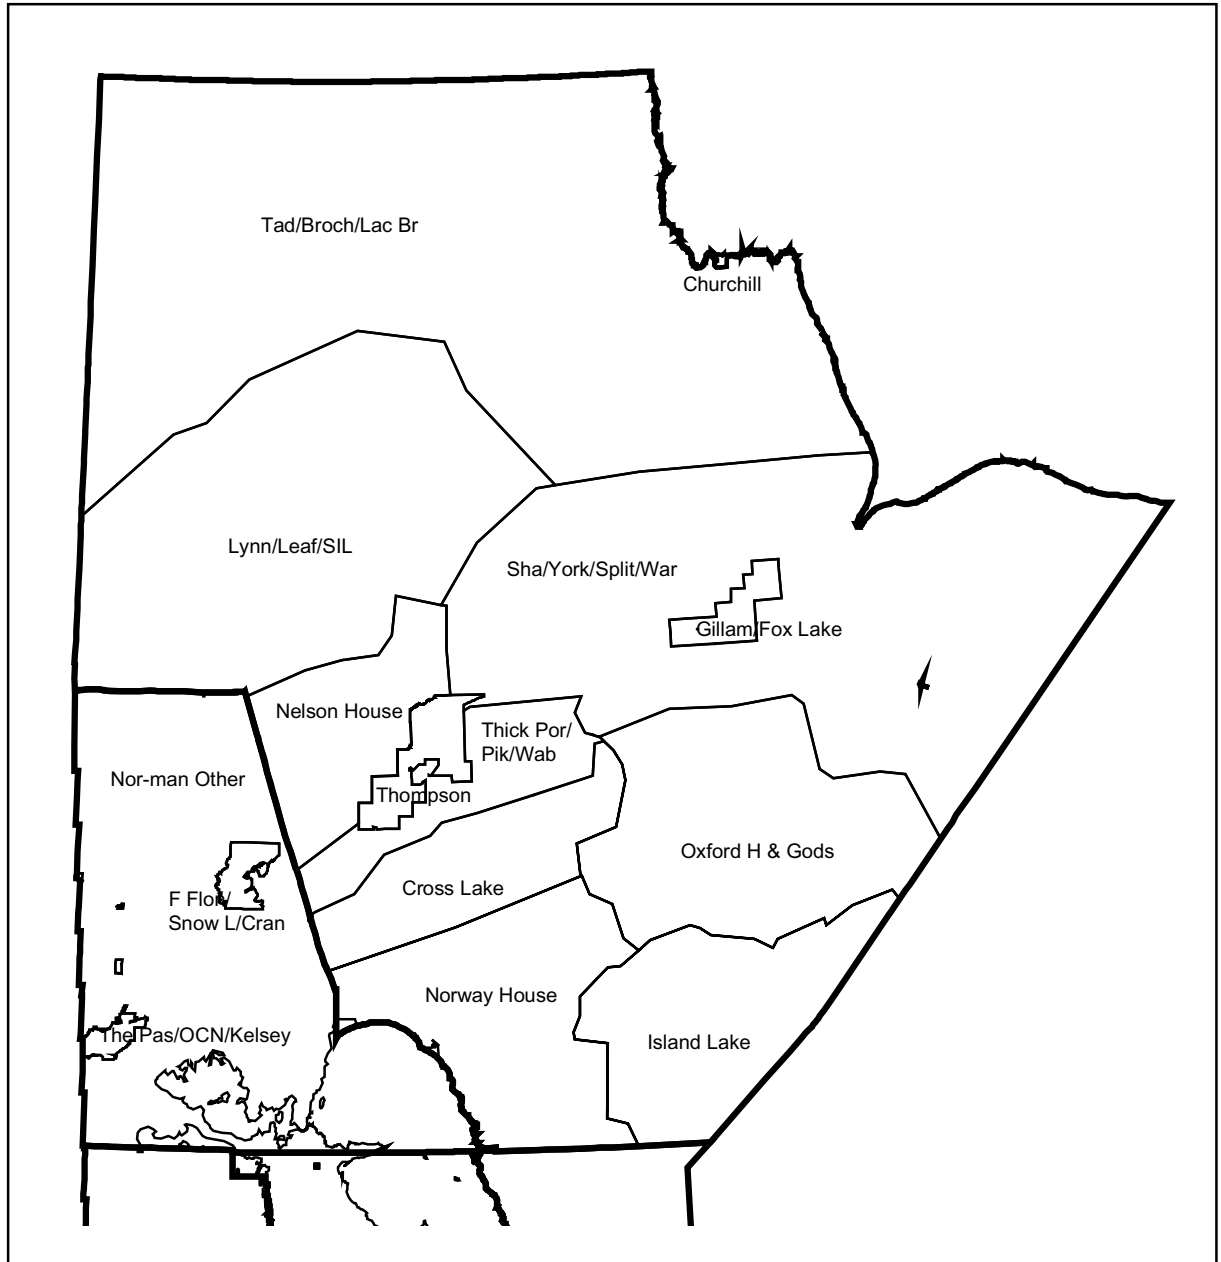 Tad/Broch/Lac Br
Churchill
Lynn/Leaf/SIL
Sha/York/Split/War
Gillam/Fox Lake
Nelson House
Thick Por/
Pik/Wab
Nor-man Other
Thompson
Oxford H & Gods
Cross Lake
F Flon/
Snow L/Cran
Norway House
The Pas/OCN/Kelsey
Island Lake